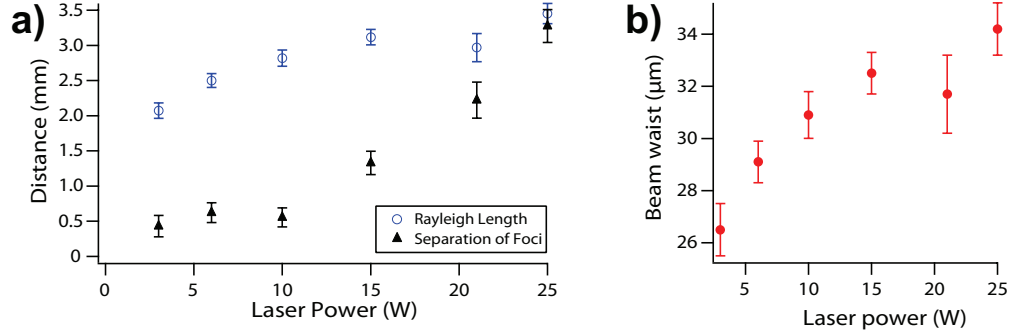 a)
3.5
3.0
2.5
2.0
1.5
1.0
0.5
0
Distance (mm)
Rayleigh Length
Separation of Foci
0 5 10 15 20 25
Laser Power (W)
b)
34
32
30
28
26
Beam waist (μm)
5 10 15 20 25
Laser power (W)